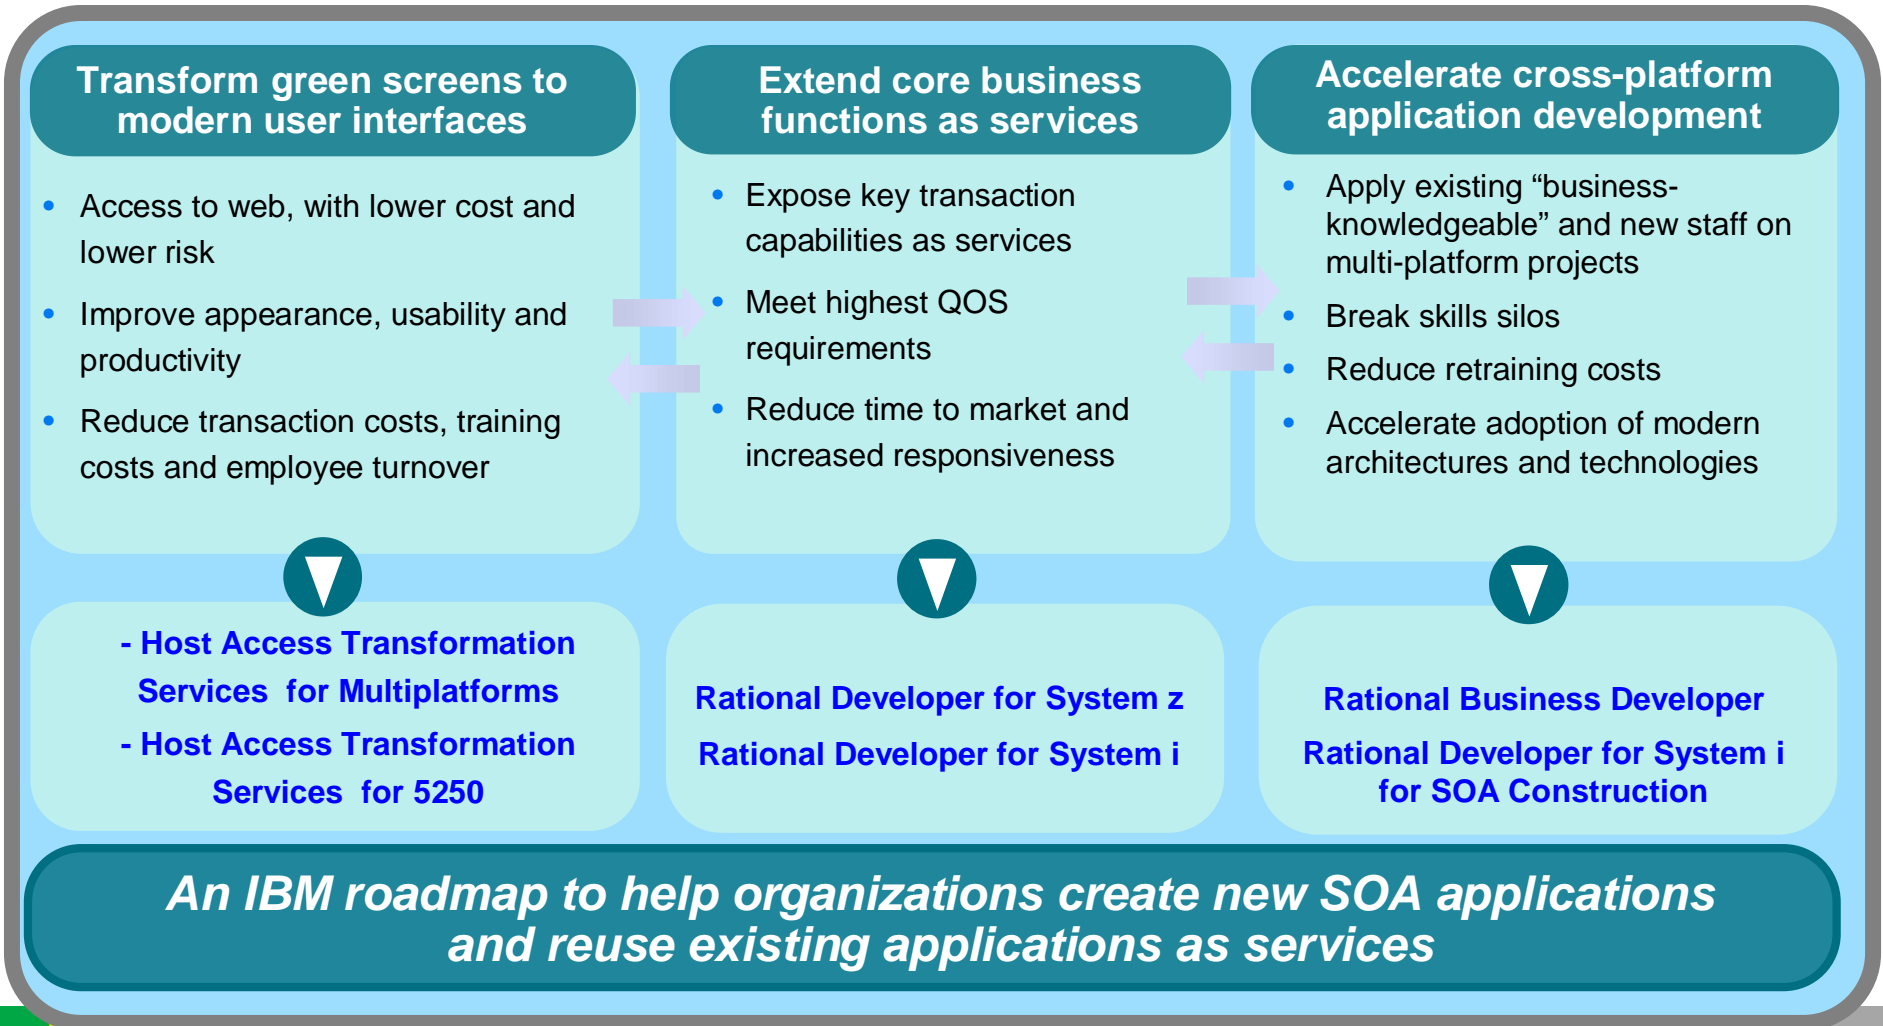 Transform green screens to
modern user interfaces
• Access to web, with lower cost and
lower risk
• Improve appearance, usability and
productivity
• Reduce transaction costs, training
costs and employee turnover
- Host Access Transformation
Services for Multiplatforms
- Host Access Transformation
Services for 5250
Extend core business
functions as services
• Expose key transaction
capabilities as services
• Meet highest QOS
requirements
• Reduce time to market and
increased responsiveness
Rational Developer for System z
Rational Developer for System i
Accelerate cross-platform
application development
• Apply existing “business-
knowledgeable” and new staff on
multi-platform projects
• Break skills silos
• Reduce retraining costs
• Accelerate adoption of modern
architectures and technologies
Rational Business Developer
Rational Developer for System i
for SOA Construction
An IBM roadmap to help organizations create new SOA applications
and reuse existing applications as services